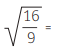 √(16/9) =